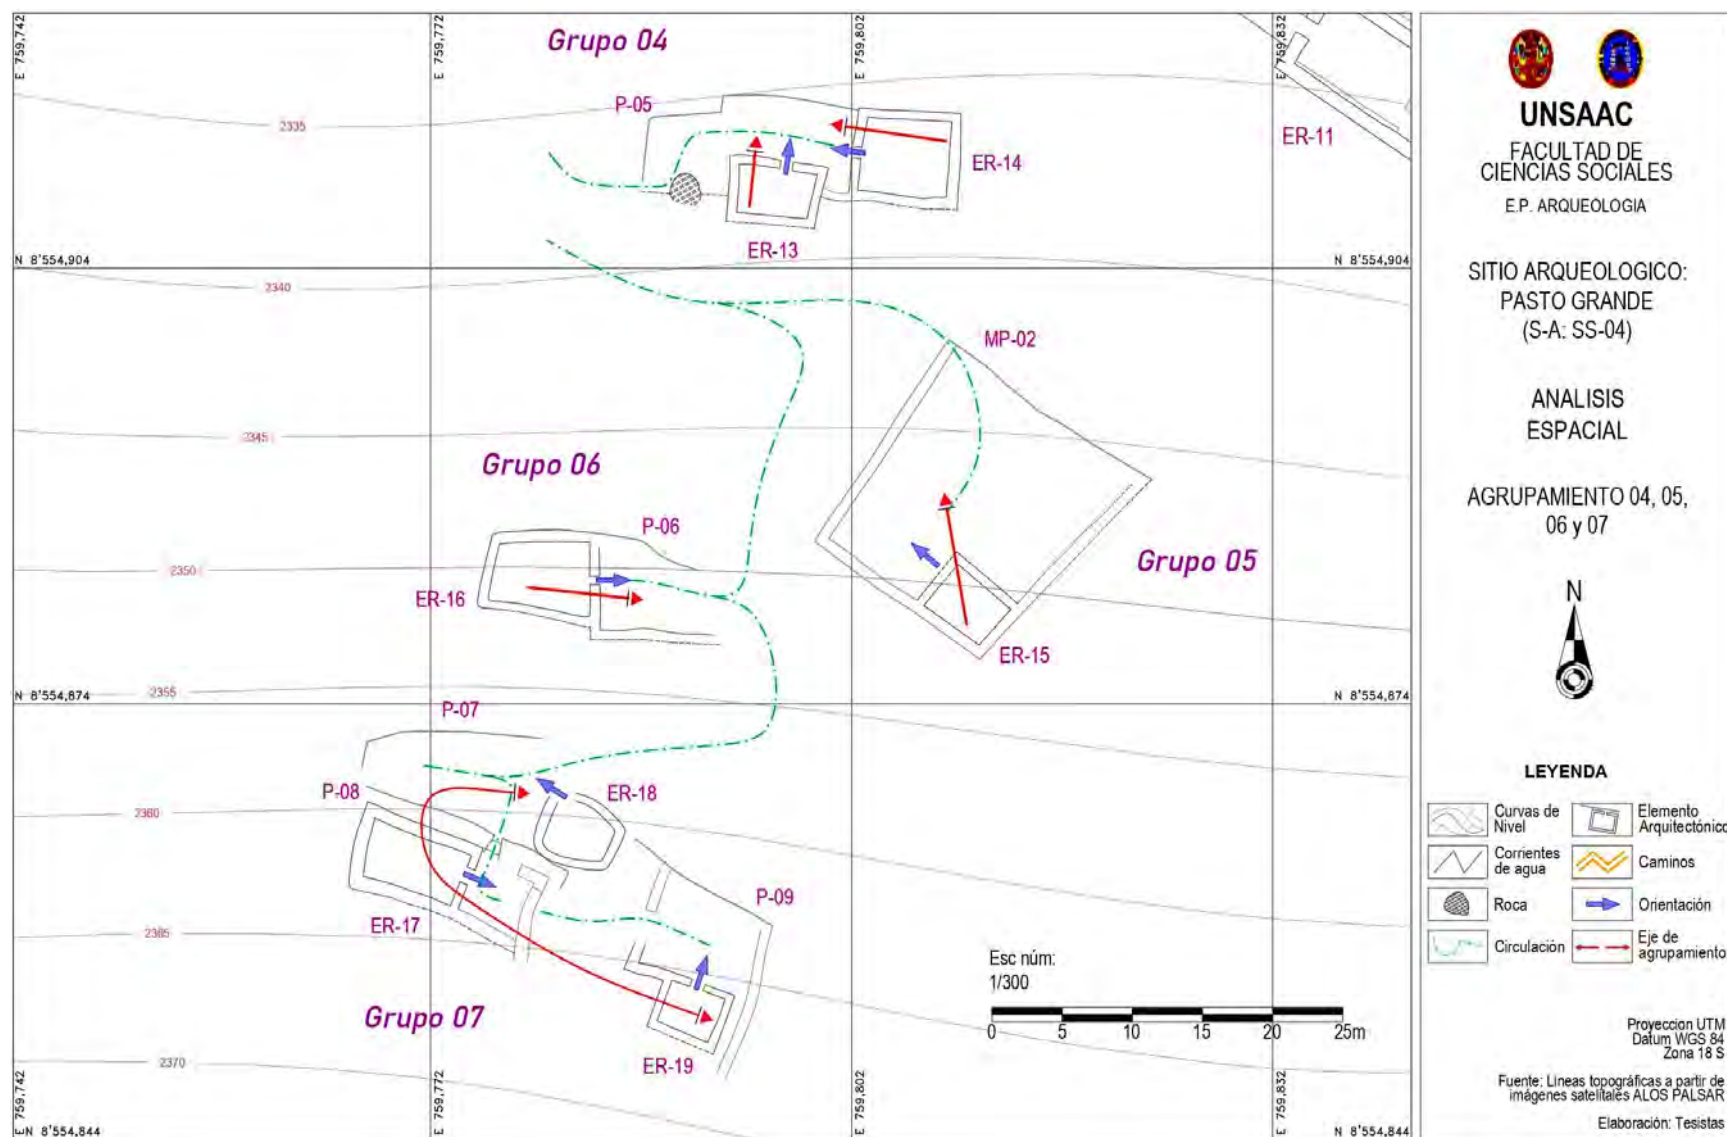 E 759,742
E 759,772
E 759,802
E 759,832
Grupo 04
P-05
2335
ER-11
ER-14
ER-13
N 8'554,904
N 8'554,904
2340
MP-02
2345
Grupo 06
P-06
Grupo 05
2350
ER-16
ER-15
2355
N 8'554,874
N 8'554,874
P-07
P-08
ER-18
2360
P-09
ER-17
2365
Grupo 07
ER-19
2370
Esc núm:
1/300
0 5 10 15 20 25m
E 759,742
E 759,772
E 759,802
E 759,832
N 8'554,844
N 8'554,844
UNSAAC
FACULTAD DE
CIENCIAS SOCIALES
E.P. ARQUEOLOGIA
SITIO ARQUEOLOGICO:
PASTO GRANDE
(S-A: SS-04)
ANALISIS
ESPACIAL
AGRUPAMIENTO 04, 05,
06 y 07
N
LEYENDA
Curvas de
Nivel
Elemento
Arquitectónico
Corrientes
de agua
Caminos
Roca
Orientación
Circulación
Eje de
agrupamiento
Proyeccion UTM
Datum WGS 84
Zona 18 S
Fuente: Lineas topográficas a partir de
imágenes satelitales ALOS PALSAR
Elaboración: Tesistas